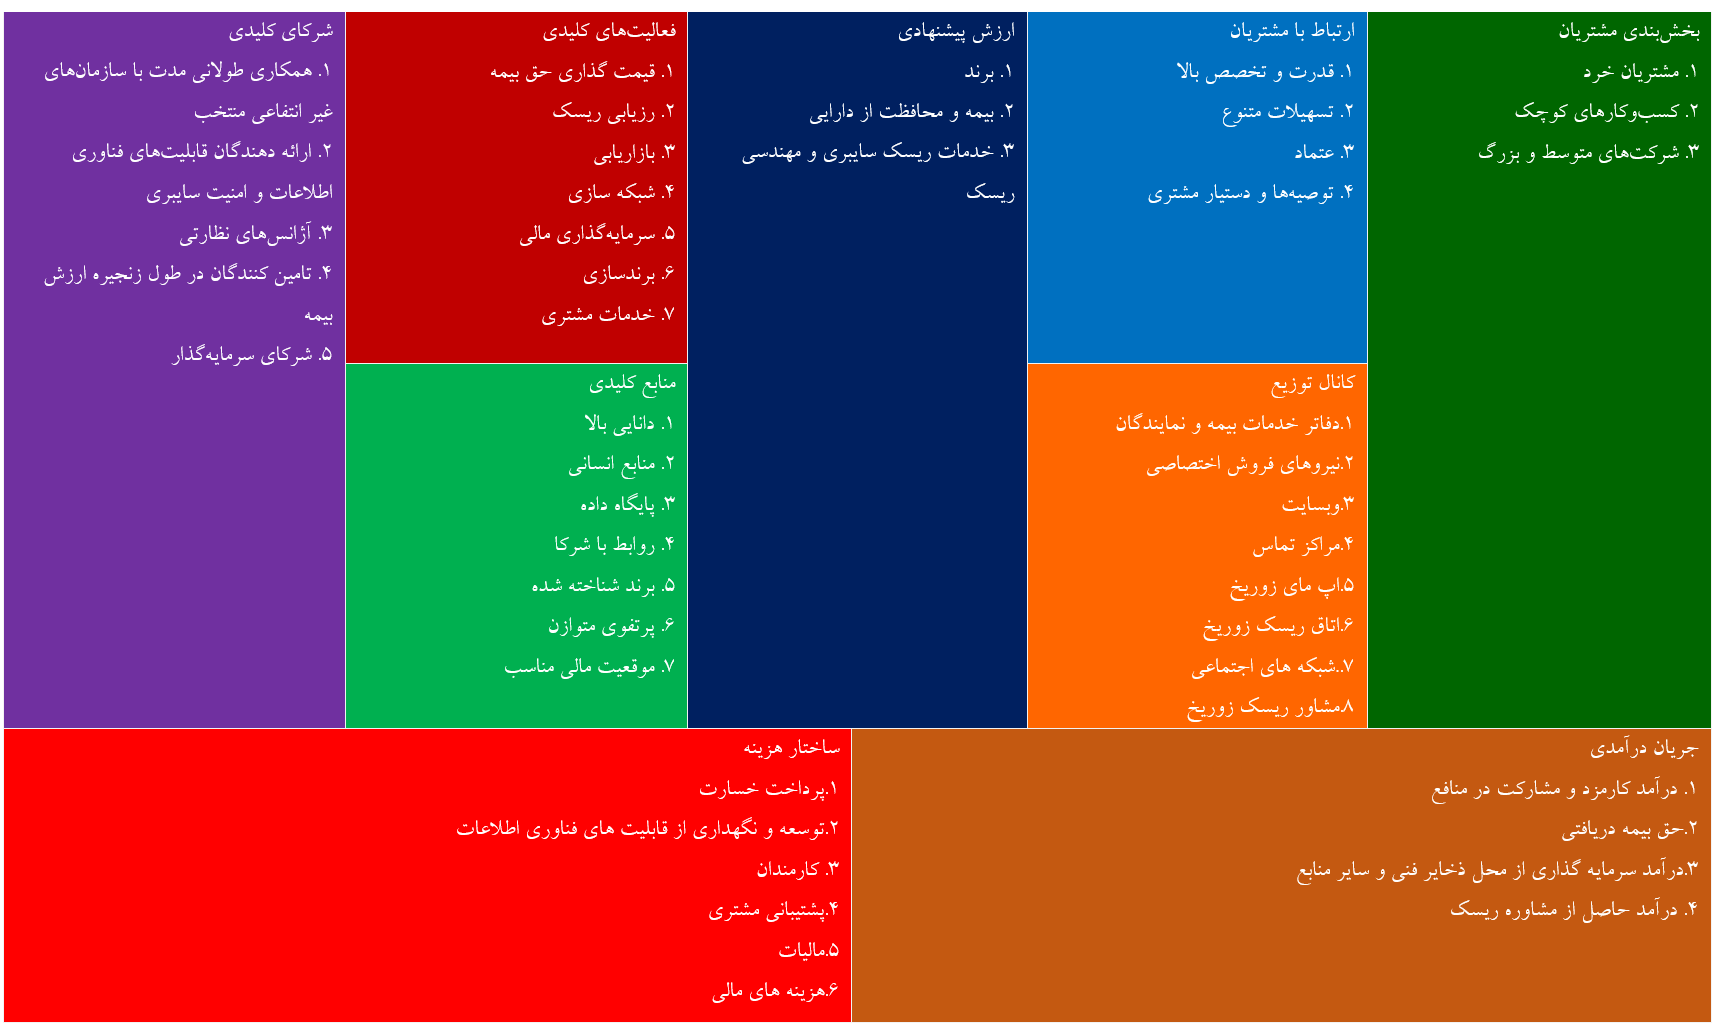 بخش‌بندی مشتریان
۱. مشتریان خرد
۲. کسب‌وکارهای کوچک
۳. شرکت‌های متوسط و بزرگ
ارتباط با مشتریان
۱. قدرت و تخصص بالا
۲. تسهیلات متنوع
۳. عتماد
۴. توصیه‌ها و دستیار مشتری
کانال توزیع
۱.دفاتر خدمات بیمه و نمایندگان
۲.نیروهای فروش اختصاصی
۳.وبسایت
۴.مراکز تماس
۵.اپ مای زوریخ
۶.اتاق ریسک زوریخ
۷..شبکه های اجتماعی
۸.مشاور ریسک زوریخ
ارزش پیشنهادی
۱. برند
۲. بیمه و محافظت از دارایی
۳. خدمات ریسک سایبری و مهندسی
ریسک
فعالیت‌های کلیدی
۱. قیمت گذاری حق بیمه
۲. رزیابی ریسک
۳. بازاریابی
۴. شبکه سازی
۵. سرمایه‌گذاری مالی
۶. برندسازی
۷. خدمات مشتری
منابع کلیدی
۱. دانایی بالا
۲. منابع انسانی
۳. پایگاه داده
۴. روابط با شرکا
۵. برند شناخته شده
۶. پرتفوی متوازن
۷. موقعیت مالی مناسب
شرکای کلیدی
۱. همکاری طولانی مدت با سازمان‌های
غیر انتفاعی منتخب
۲. ارائه دهندگان قابلیت‌های فناوری
اطلاعات و امنیت سایبری
۳. آژانس‌های نظارتی
۴. تامین کنندگان در طول زنجیره ارزش
بیمه
۵. شرکای سرمایه‌گذار
جریان درآمدی
۱. درآمد کارمزد و مشارکت در منافع
۲.حق بیمه دریافتی
۳.درآمد سرمایه گذاری از محل ذخایر فنی و سایر منابع
۴. درآمد حاصل از مشاوره ریسک
ساختار هزینه
۱.پرداخت خسارت
۲.توسعه و نگهداری از قابلیت های فناوری اطلاعات
۳. کارمندان
۴.پشتیبانی مشتری
۵.مالیات
۶.هزینه های مالی